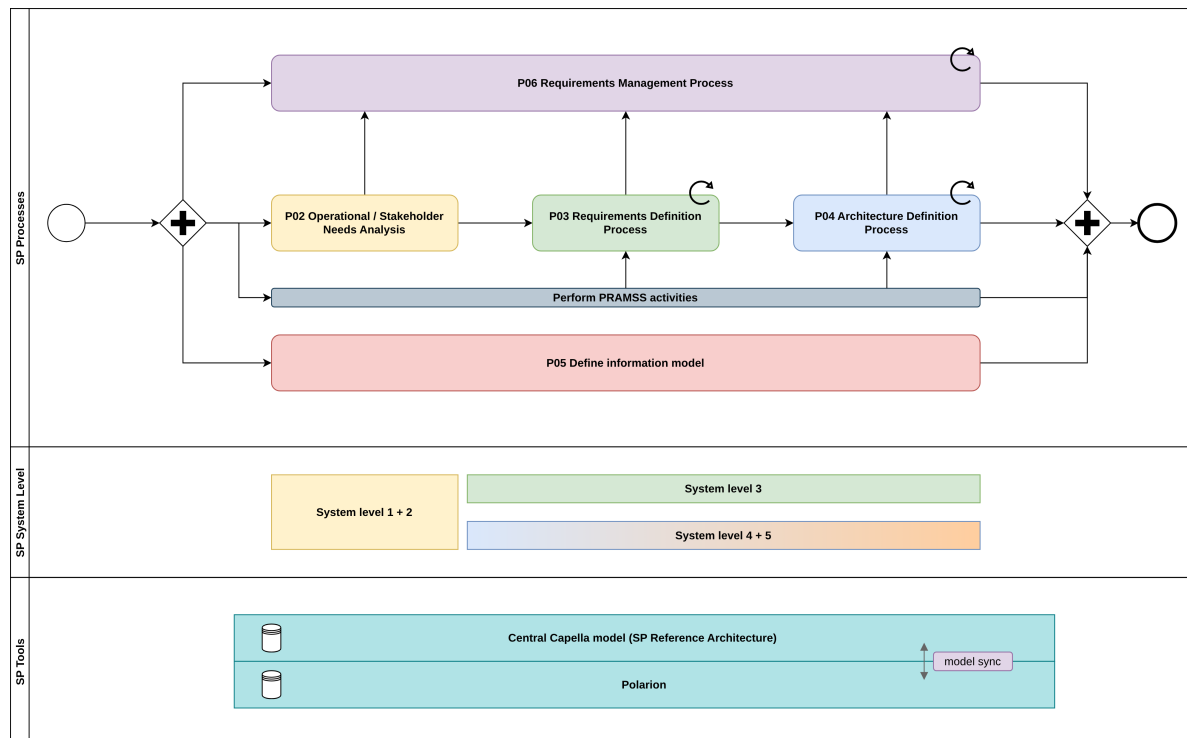 SP Processes
P06 Requirements Management Process
P02 Operational / Stakeholder
Needs Analysis
P03 Requirements Definition
Process
P04 Architecture Definition
Process
Perform PRAMSS activities
P05 Define information model
SP System Level
System level 1 + 2
System level 3
System level 4 + 5
SP Tools
Central Capella model (SP Reference Architecture)
model sync
Polarion